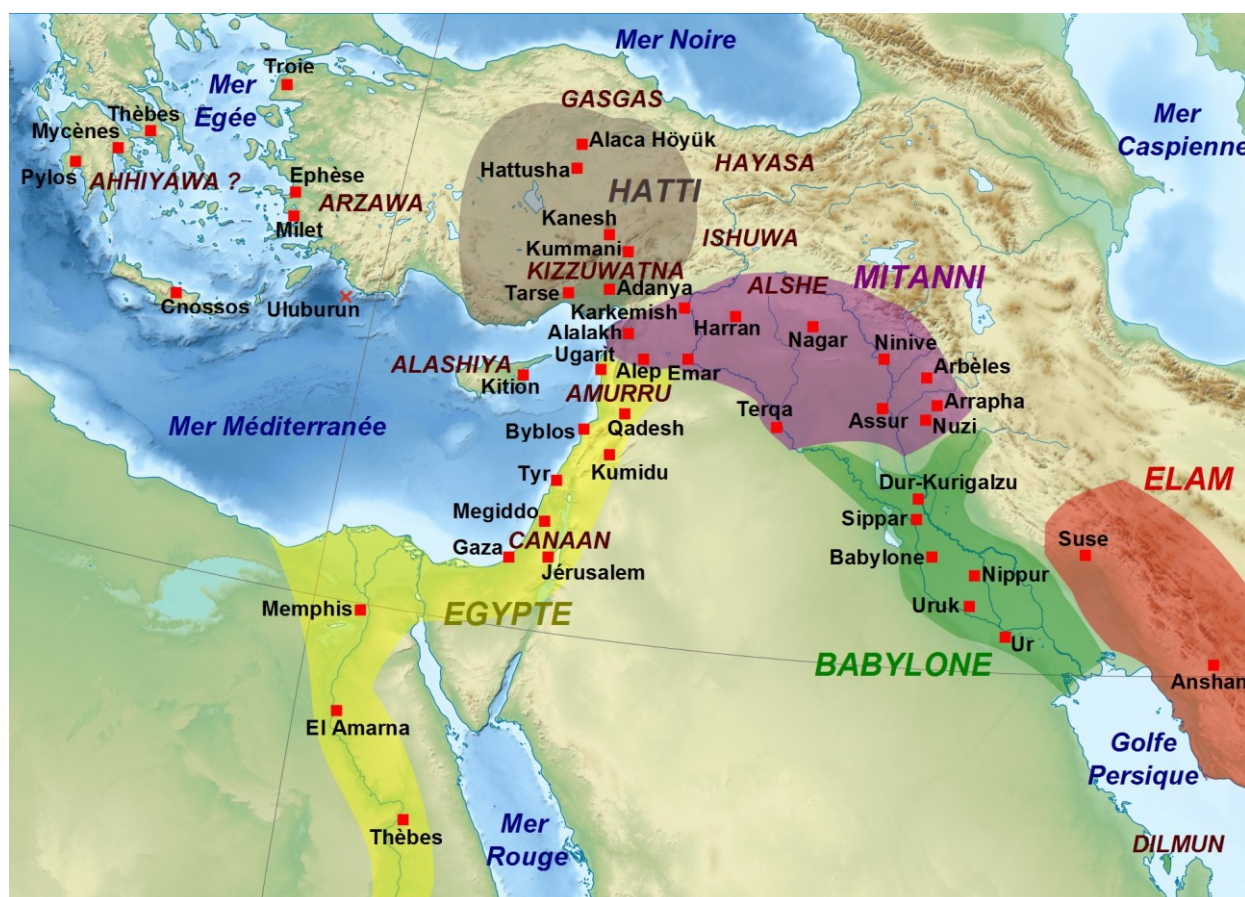 Mer Noire
Troie
Mer
Egée
GASGAS
Mer
Caspienne
Thèbes
Mycènes
Alaca Höyük
Pylos
AHHIYAWA ?
Hattusha
HAYASA
Ephèse
ARZAWA
HATTI
Milet
Kanesh
Kummani
ISHUWA
KIZZUWATNA
MITANNI
Tarse
Adanya
ALSHE
Cnossos
Uluburun
Karkemish
Harran
Alalakh
Nagar
Ninive
Ugarit
ALASHIYA
Alep
Emar
Arbèles
Kition
AMURRU
Arrapha
Mer Méditerranée
Terqa
Assur
Nuzi
Byblos
Qadesh
Kumidu
Tyr
Dur-Kurigalzu
ELAM
Megiddo
Sippar
CANAAN
Suse
Gaza
Jérusalem
Babylone
Nippur
Memphis
EGYPTE
Uruk
Ur
BABYLONE
Anshan
El Amarna
Golfe
Persique
Thèbes
Mer
Rouge
DILMUN